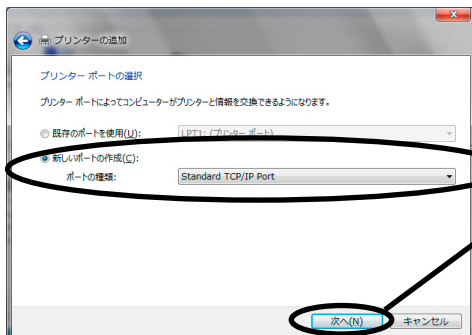 プリンターの追加
プリンター ポートの選択
プリンター ポートによってコンピューターがプリンターと情報を交換できるようになります。
既存のポートを使用(U): LPT1: (プリンター ポート)
新しいポートの作成(C):
ポートの種類: Standard TCP/IP Port
次へ(N) キャンセル